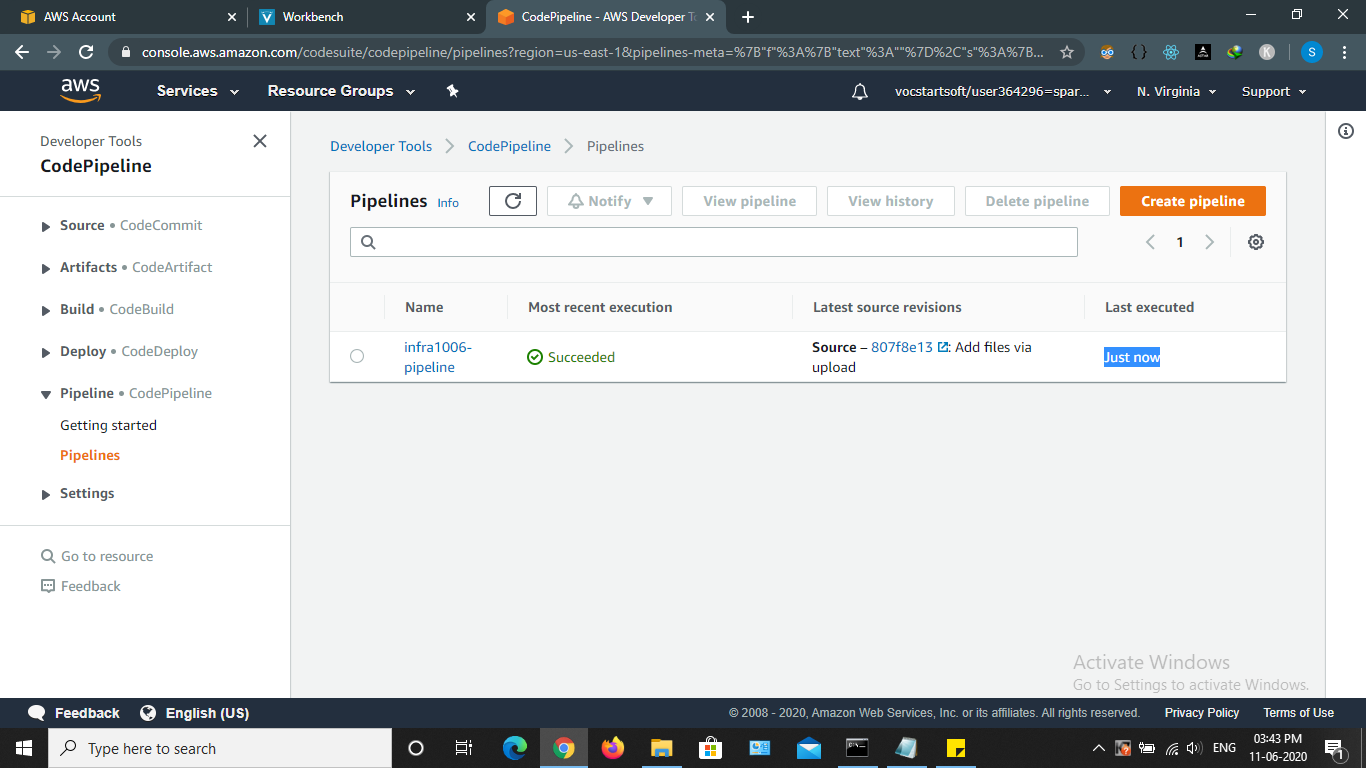 AWS Account
Workbench
CodePipeline - AWS Developer To
console.aws.amazon.com/codesuite/codepipeline/pipelines?region=us-east-1&pipelines-meta=%7B"f"%3A%7B"text"%3A""%7D%2C"s"%3A%7B...
K
S
aws
Services
Resource Groups
vocstartsoft/user364296=spar...
N. Virginia
Support
Developer Tools
CodePipeline
Source • CodeCommit
Artifacts • CodeArtifact
Build • CodeBuild
Deploy • CodeDeploy
Pipeline • CodePipeline
Getting started
Pipelines
Settings
Go to resource
Feedback
Developer Tools
CodePipeline
Pipelines
Pipelines Info
Notify
View pipeline
View history
Delete pipeline
Create pipeline
1
Name Most recent execution Latest source revisions Last executed
infra1006-
pipeline
Succeeded
Source – 807f8e13 : Add files via
upload
Just now
Activate Windows
Go to Settings to activate Windows.
Feedback
English (US)
© 2008 - 2020, Amazon Web Services, Inc. or its affiliates. All rights reserved.
Privacy Policy
Terms of Use
Type here to search
ENG
03:43 PM
11-06-2020
1